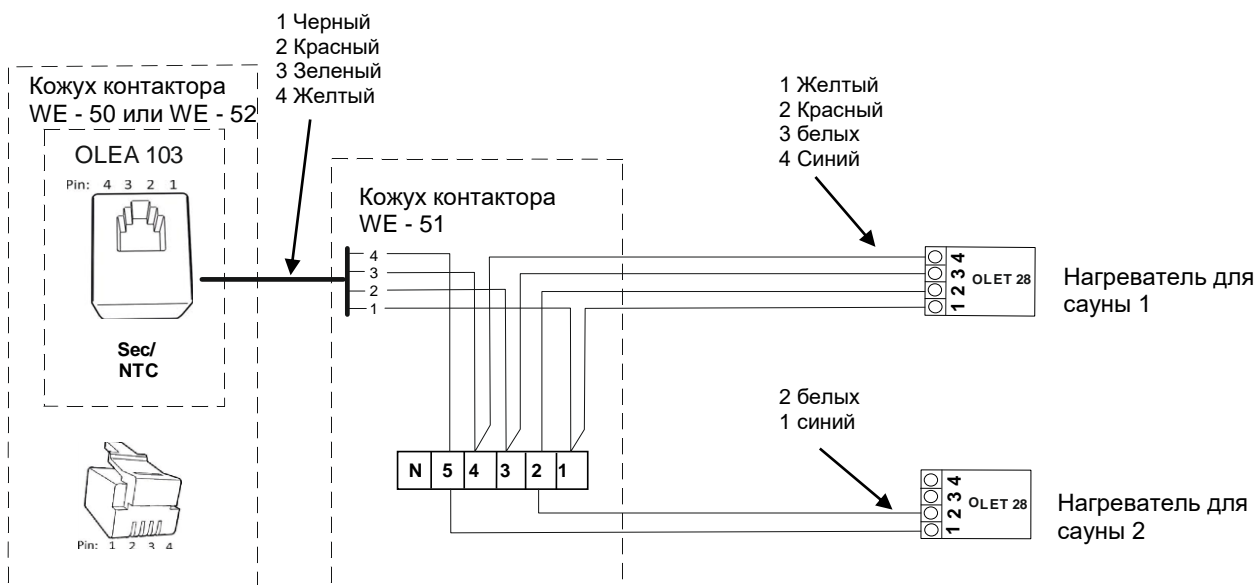 1 Черный
2 Красный
3 Зеленый
4 Желтый
Кожух контактора
WE - 50 или WE - 52
OLEA 103
Pin: 4 3 2 1
Sec/
NTC
Pin: 1 2 3 4
Кожух контактора
WE - 51
4
3
2
1
N 5 4 3 2 1
1 Желтый
2 Красный
3 белых
4 Синий
1 2 3 4
OLET 28
Нагреватель для
сауны 1
2 белых
1 синий
1 2 3 4
OLET 28
Нагреватель для
сауны 2